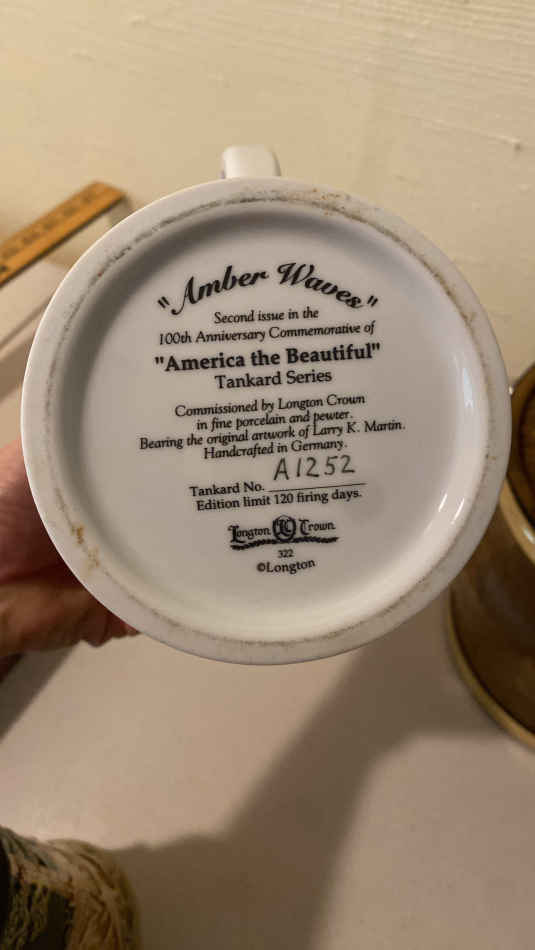 "Amber Waves"
Second issue in the
100th Anniversary Commemorative of
"America the Beautiful"
Tankard Series
Commissioned by Longton Crown
in fine porcelain and pewter.
Bearing the original artwork of Larry K. Martin.
Handcrafted in Germany.
Tankard No. A1252
Edition limit 120 firing days.
Longton LC Crown
322
©Longton